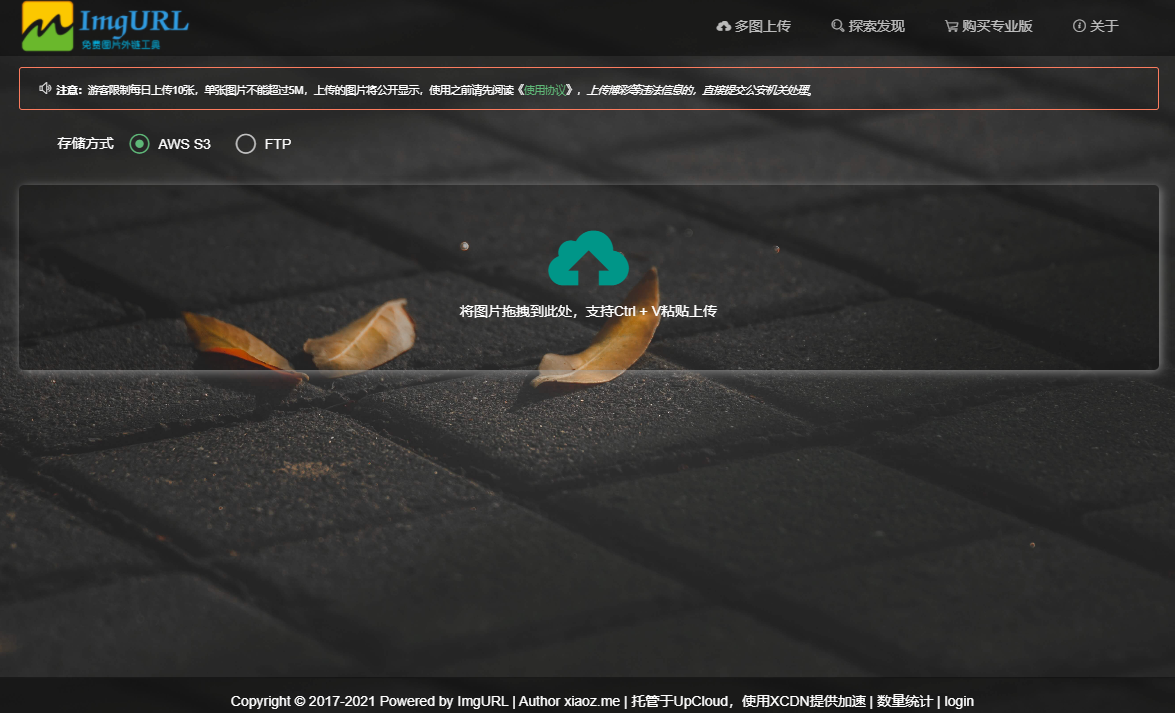 ImgURL
免费图片外链工具
多图上传 探索发现 购买专业版 关于
注意：游客限制每日上传10张，单张图片不能超过5M，上传的图片将公开显示，使用之前请先阅读《使用协议》，上传博彩等违法信息的，直接提交公安机关处理。
存储方式 AWS S3 FTP
将图片拖拽到此处，支持Ctrl + V粘贴上传
Copyright © 2017-2021 Powered by ImgURL | Author xiaoz.me | 托管于UpCloud，使用XCDN提供加速 | 数量统计 | login